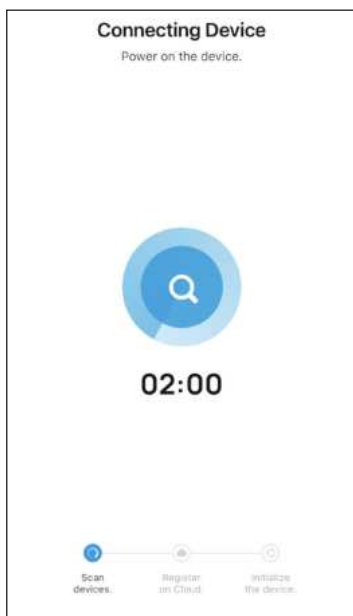 Connecting Device
Power on the device.
02:00
Scan
devices.
Register
on Cloud.
Initialize
the device.